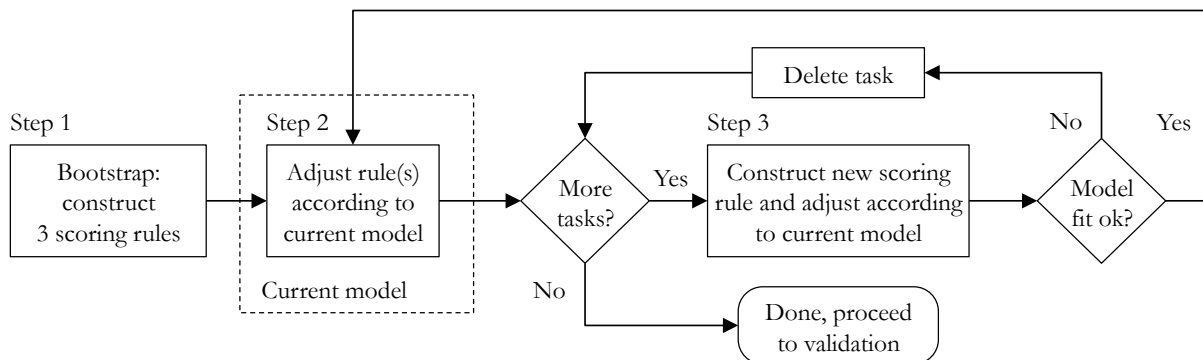 Delete task
Step 1
Bootstrap:
construct
3 scoring rules
Step 2
Adjust rule(s)
according to
current model
Current model
More
tasks?
Yes
No
Step 3
Construct new scoring
rule and adjust according
to current model
Model
fit ok?
No
Yes
Done, proceed
to validation